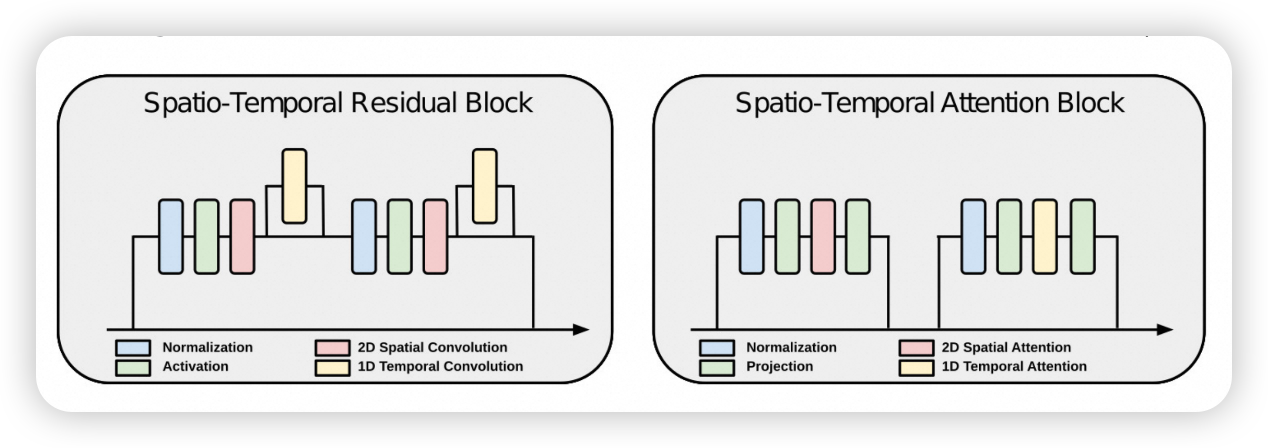 Spatio-Temporal Residual Block
Normalization
2D Spatial Convolution
Activation
1D Temporal Convolution
Spatio-Temporal Attention Block
Normalization
2D Spatial Attention
Projection
1D Temporal Attention